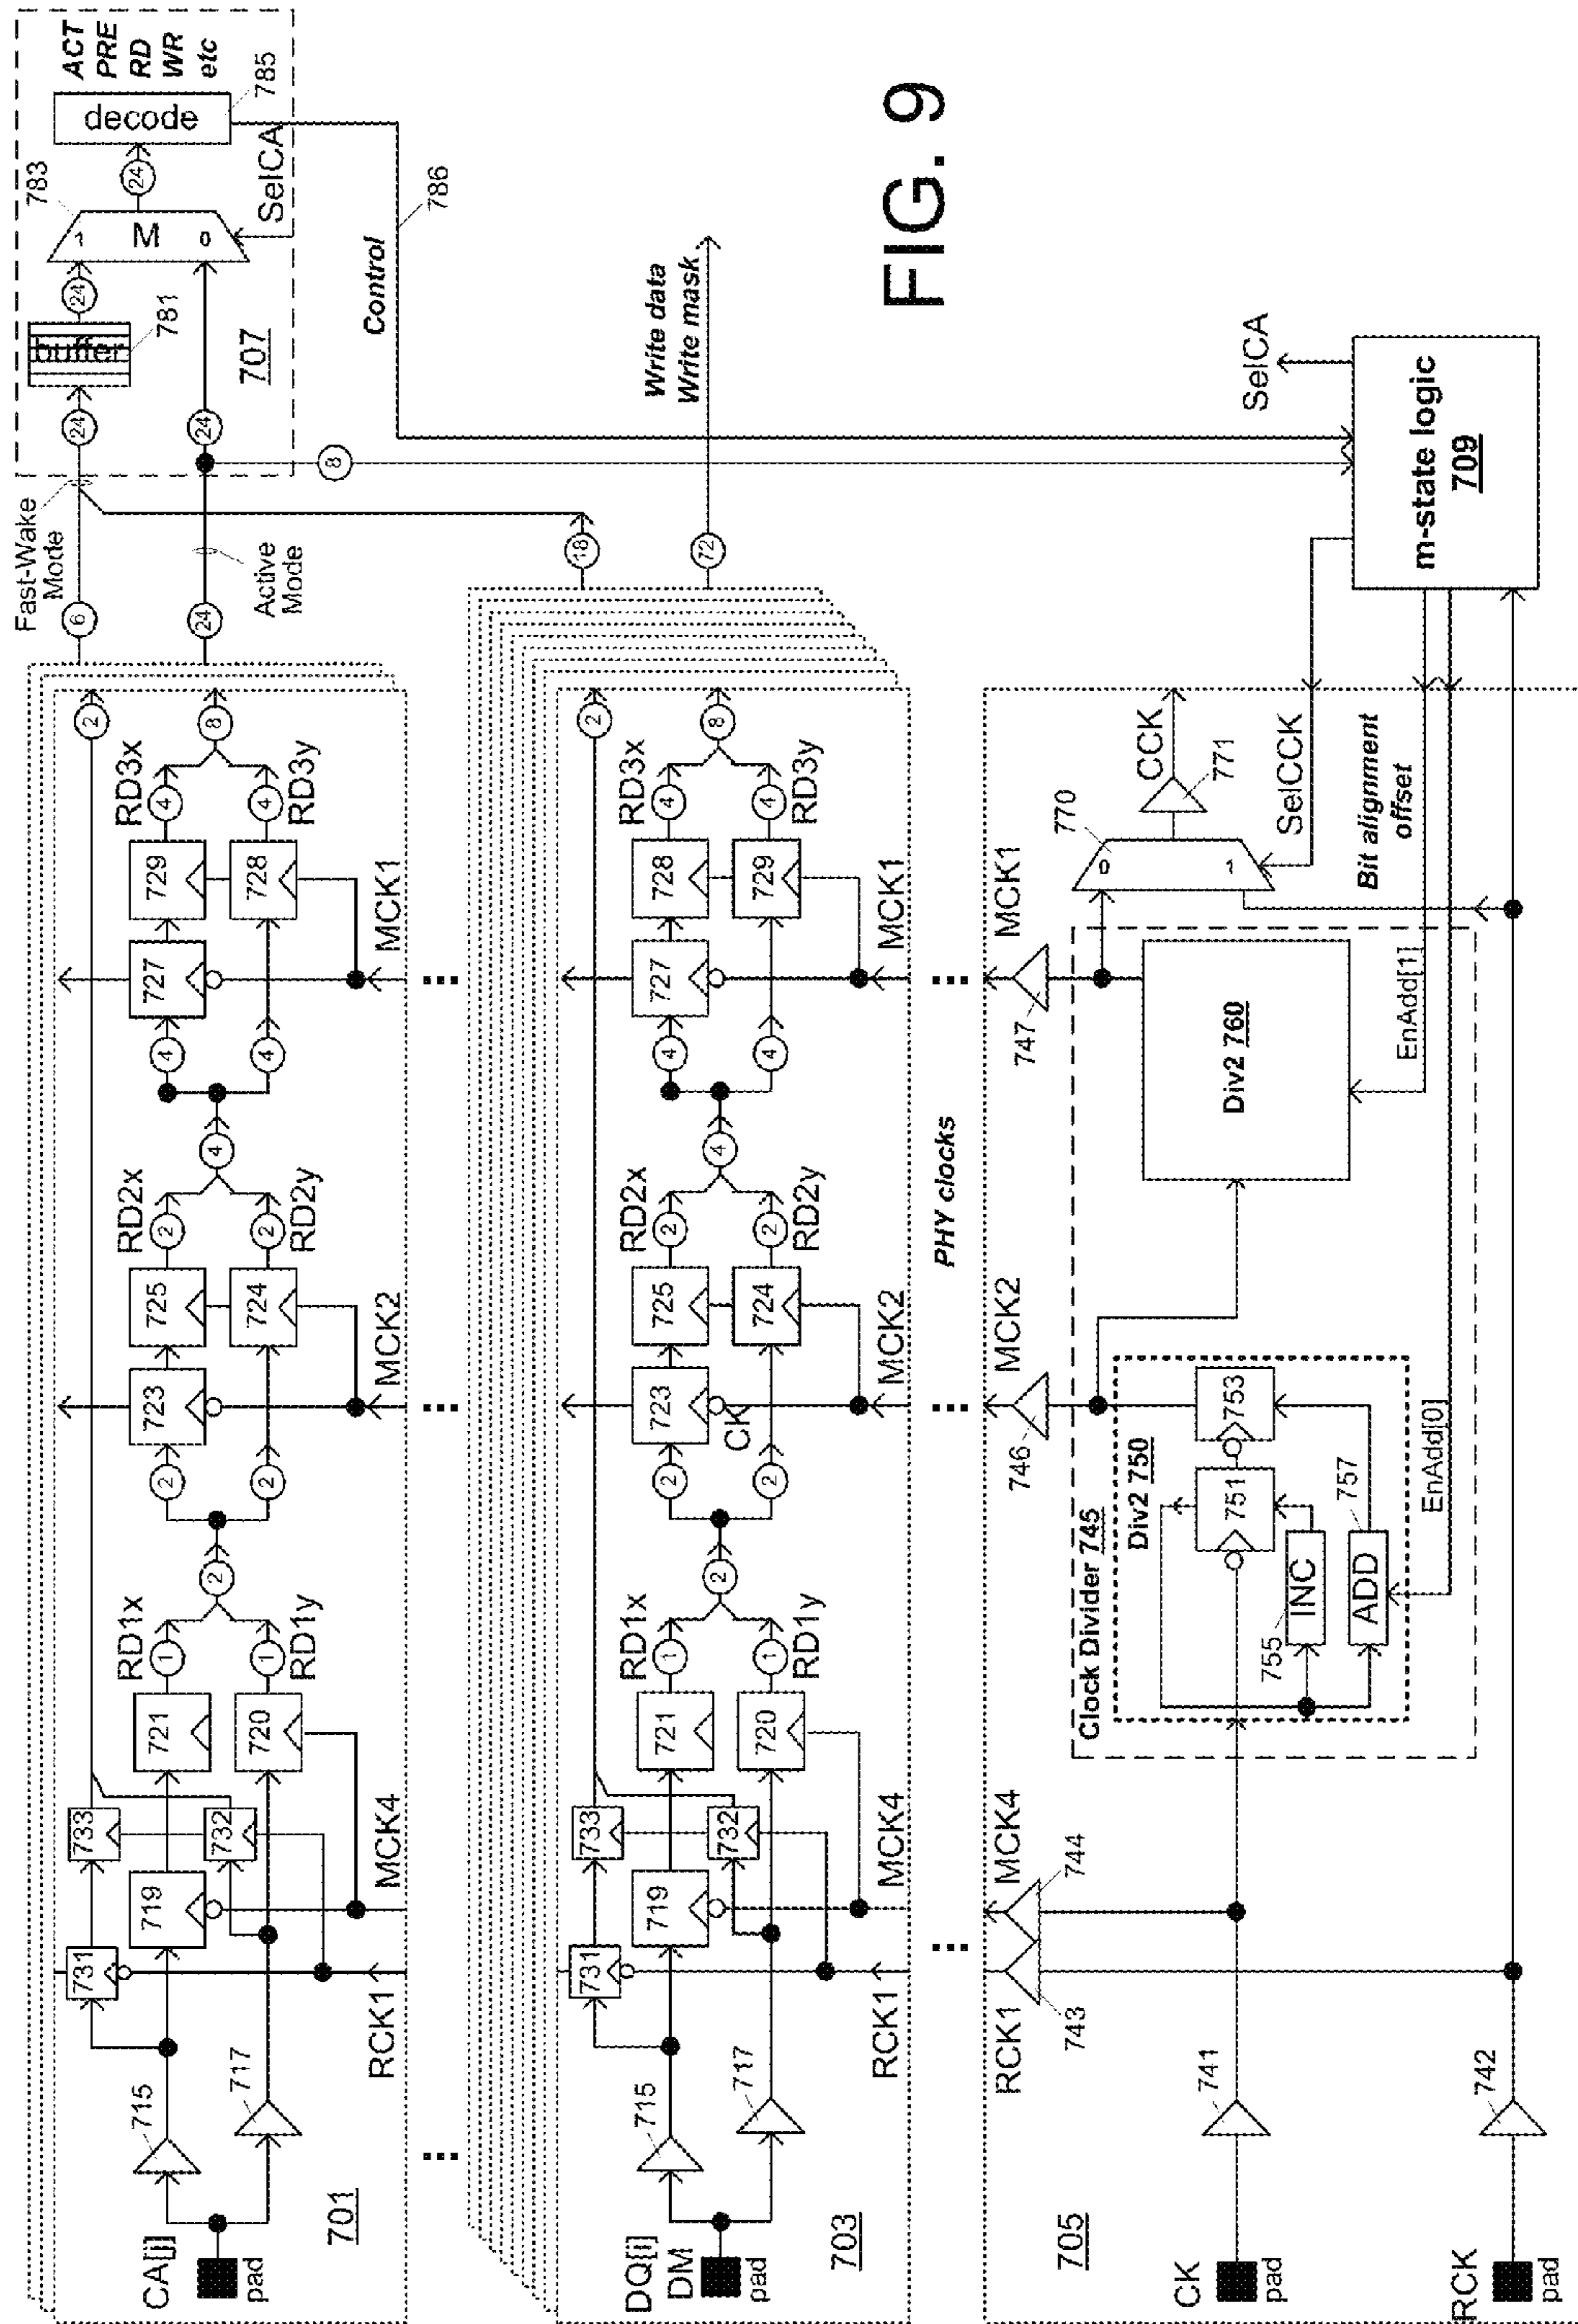 Fast-Wake
Mode
6
24
buffer
781
24
1
M
0
783
24
decode
785
ACT
PRE
RD
WR
etc
24
Active
Mode
24
707
8
SelCA
18
Control
786
72
Write data
Write mask
FIG. 9
CA[j]
pad
715
717
731
733
719
732
721
720
RD1x
1
1
RD1y
2
2
2
723
725
724
RD2x
2
2
RD2y
4
4
4
727
729
728
RD3x
4
4
RD3y
2
8
701
RCK1
MCK4
MCK2
MCK1
...
...
...
DQ[i]
DM
pad
715
717
731
733
719
732
721
720
RD1x
1
1
RD1y
2
2
2
723
CK
725
724
RD2x
2
2
RD2y
4
4
4
727
728
729
RD3x
4
4
RD3y
2
8
703
RCK1
MCK4
MCK2
MCK1
...
...
...
PHY clocks
705
RCK1
743
MCK4
744
MCK2
746
MCK1
747
CK
pad
741
RCK
pad
742
Clock Divider 745
Div2 750
751
753
755
INC
ADD
757
EnAdd[0]
Div2 760
EnAdd[1]
770
0
1
771
CCK
SelCCK
Bit alignment
offset
m-state logic
709
SelCA